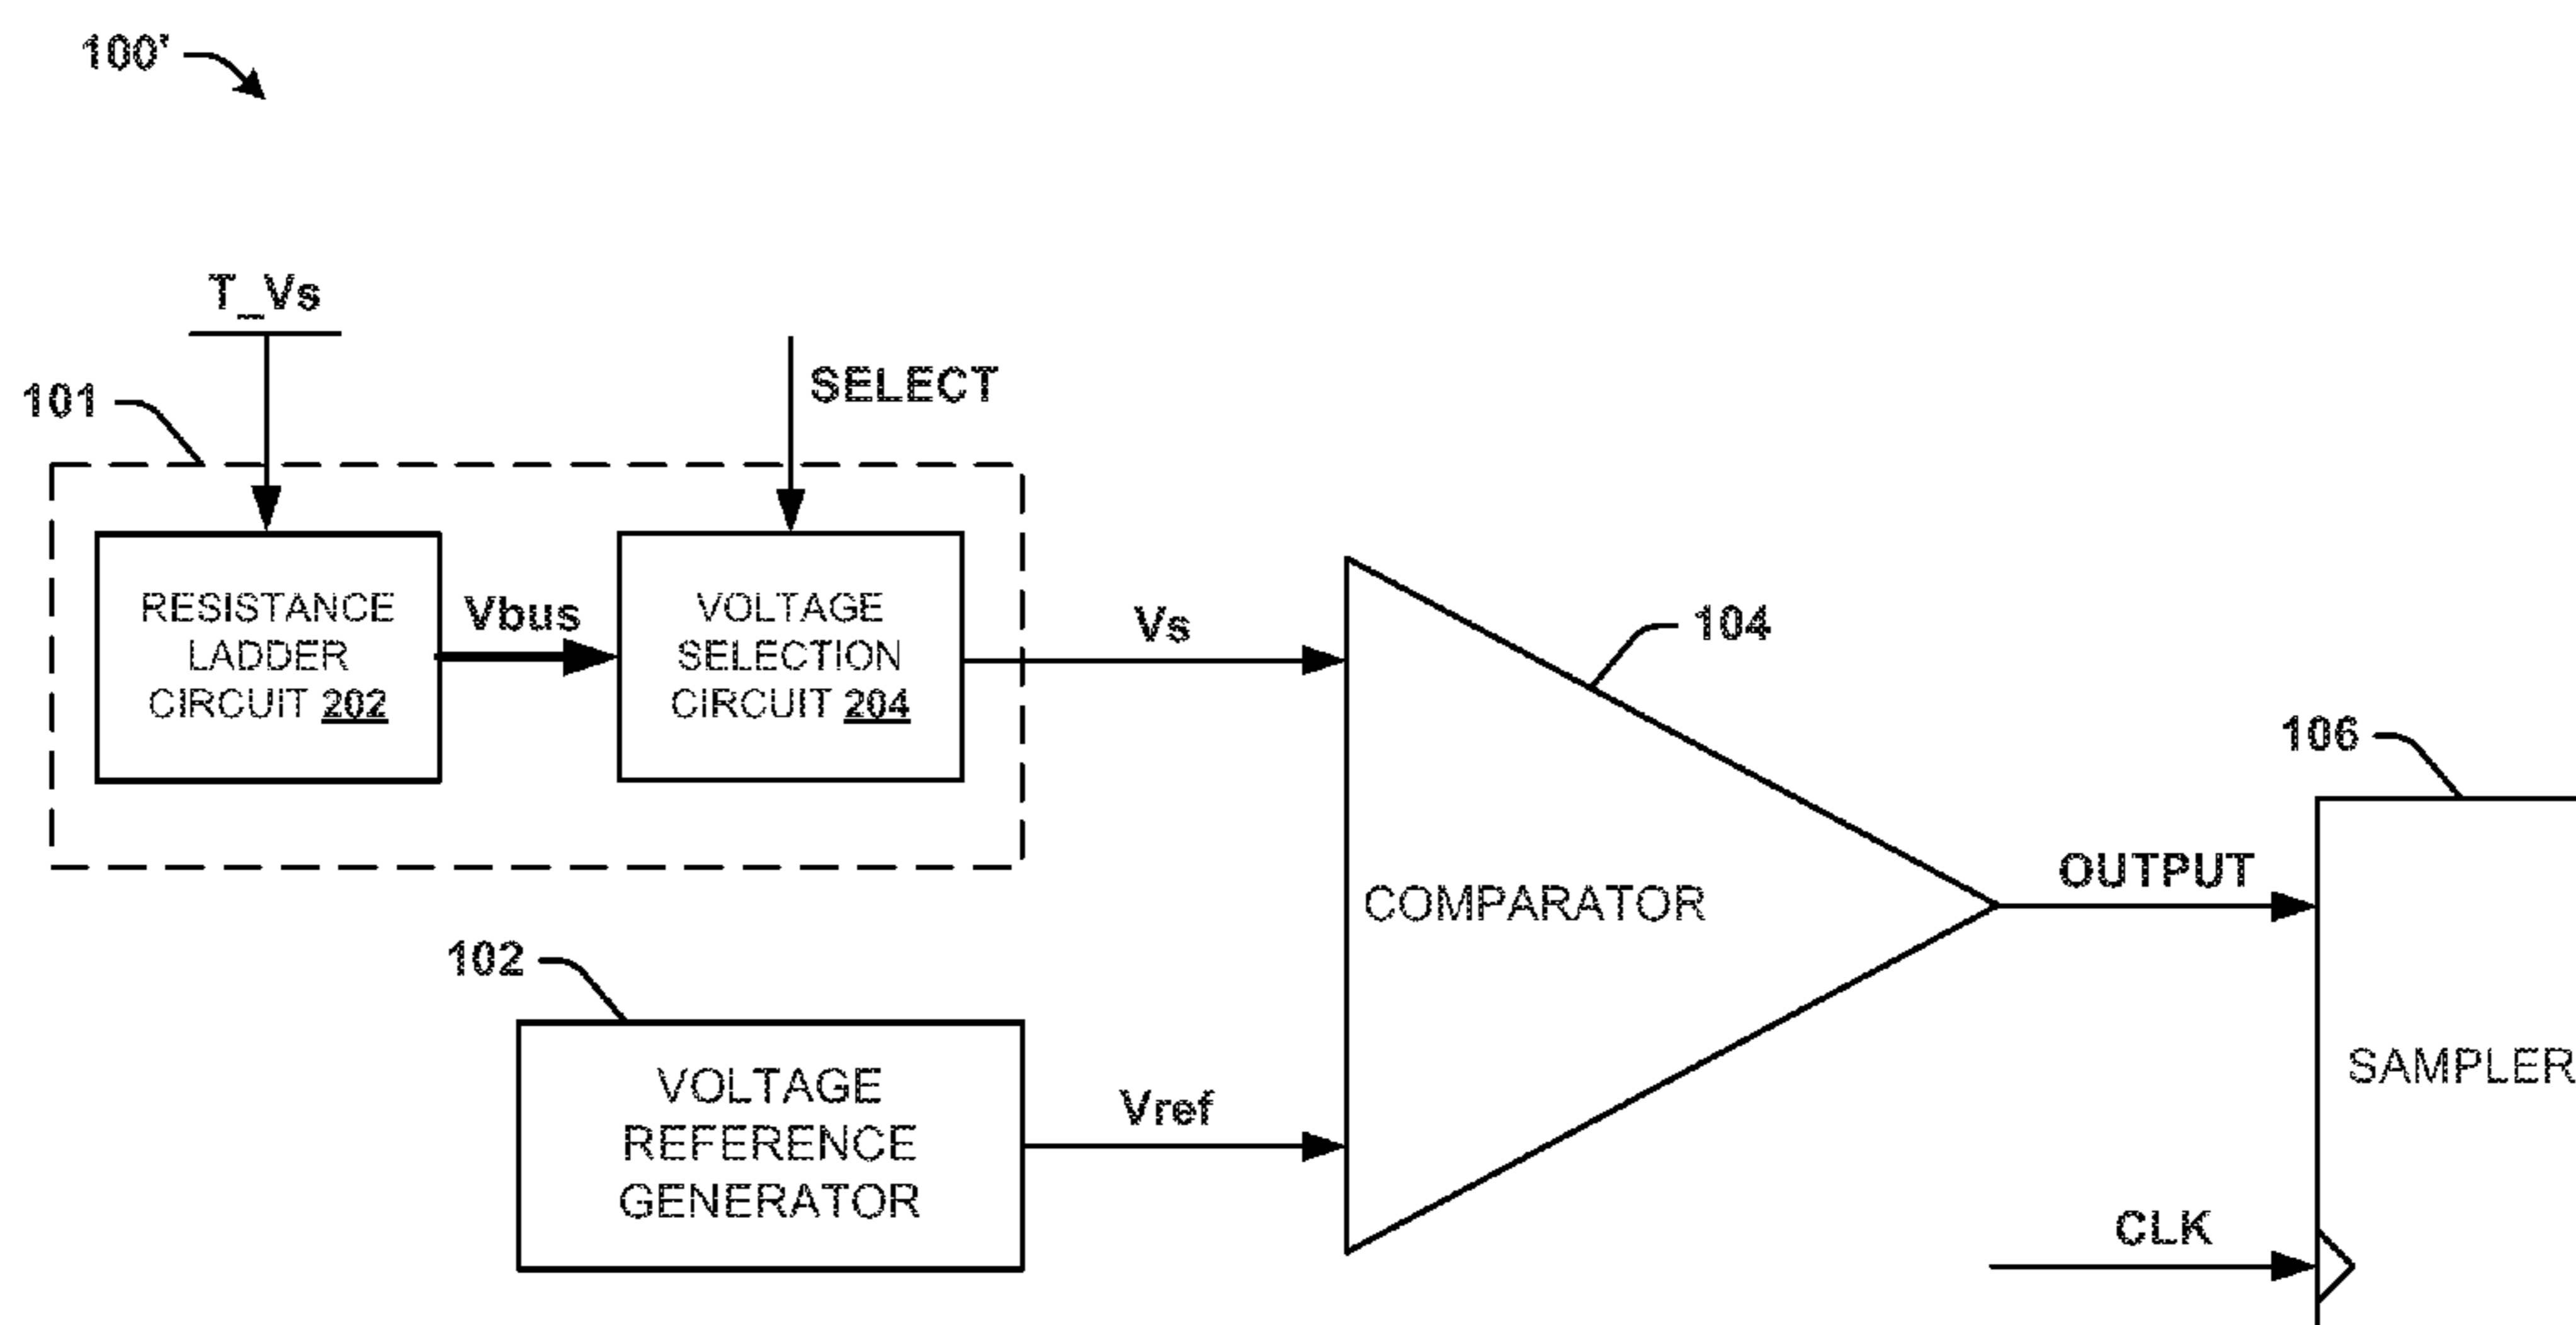 100'
T_Vs
SELECT
101
RESISTANCE
LADDER
CIRCUIT 202
Vbus
VOLTAGE
SELECTION
CIRCUIT 204
Vs
104
COMPARATOR
106
OUTPUT
SAMPLER
102
VOLTAGE
REFERENCE
GENERATOR
Vref
CLK